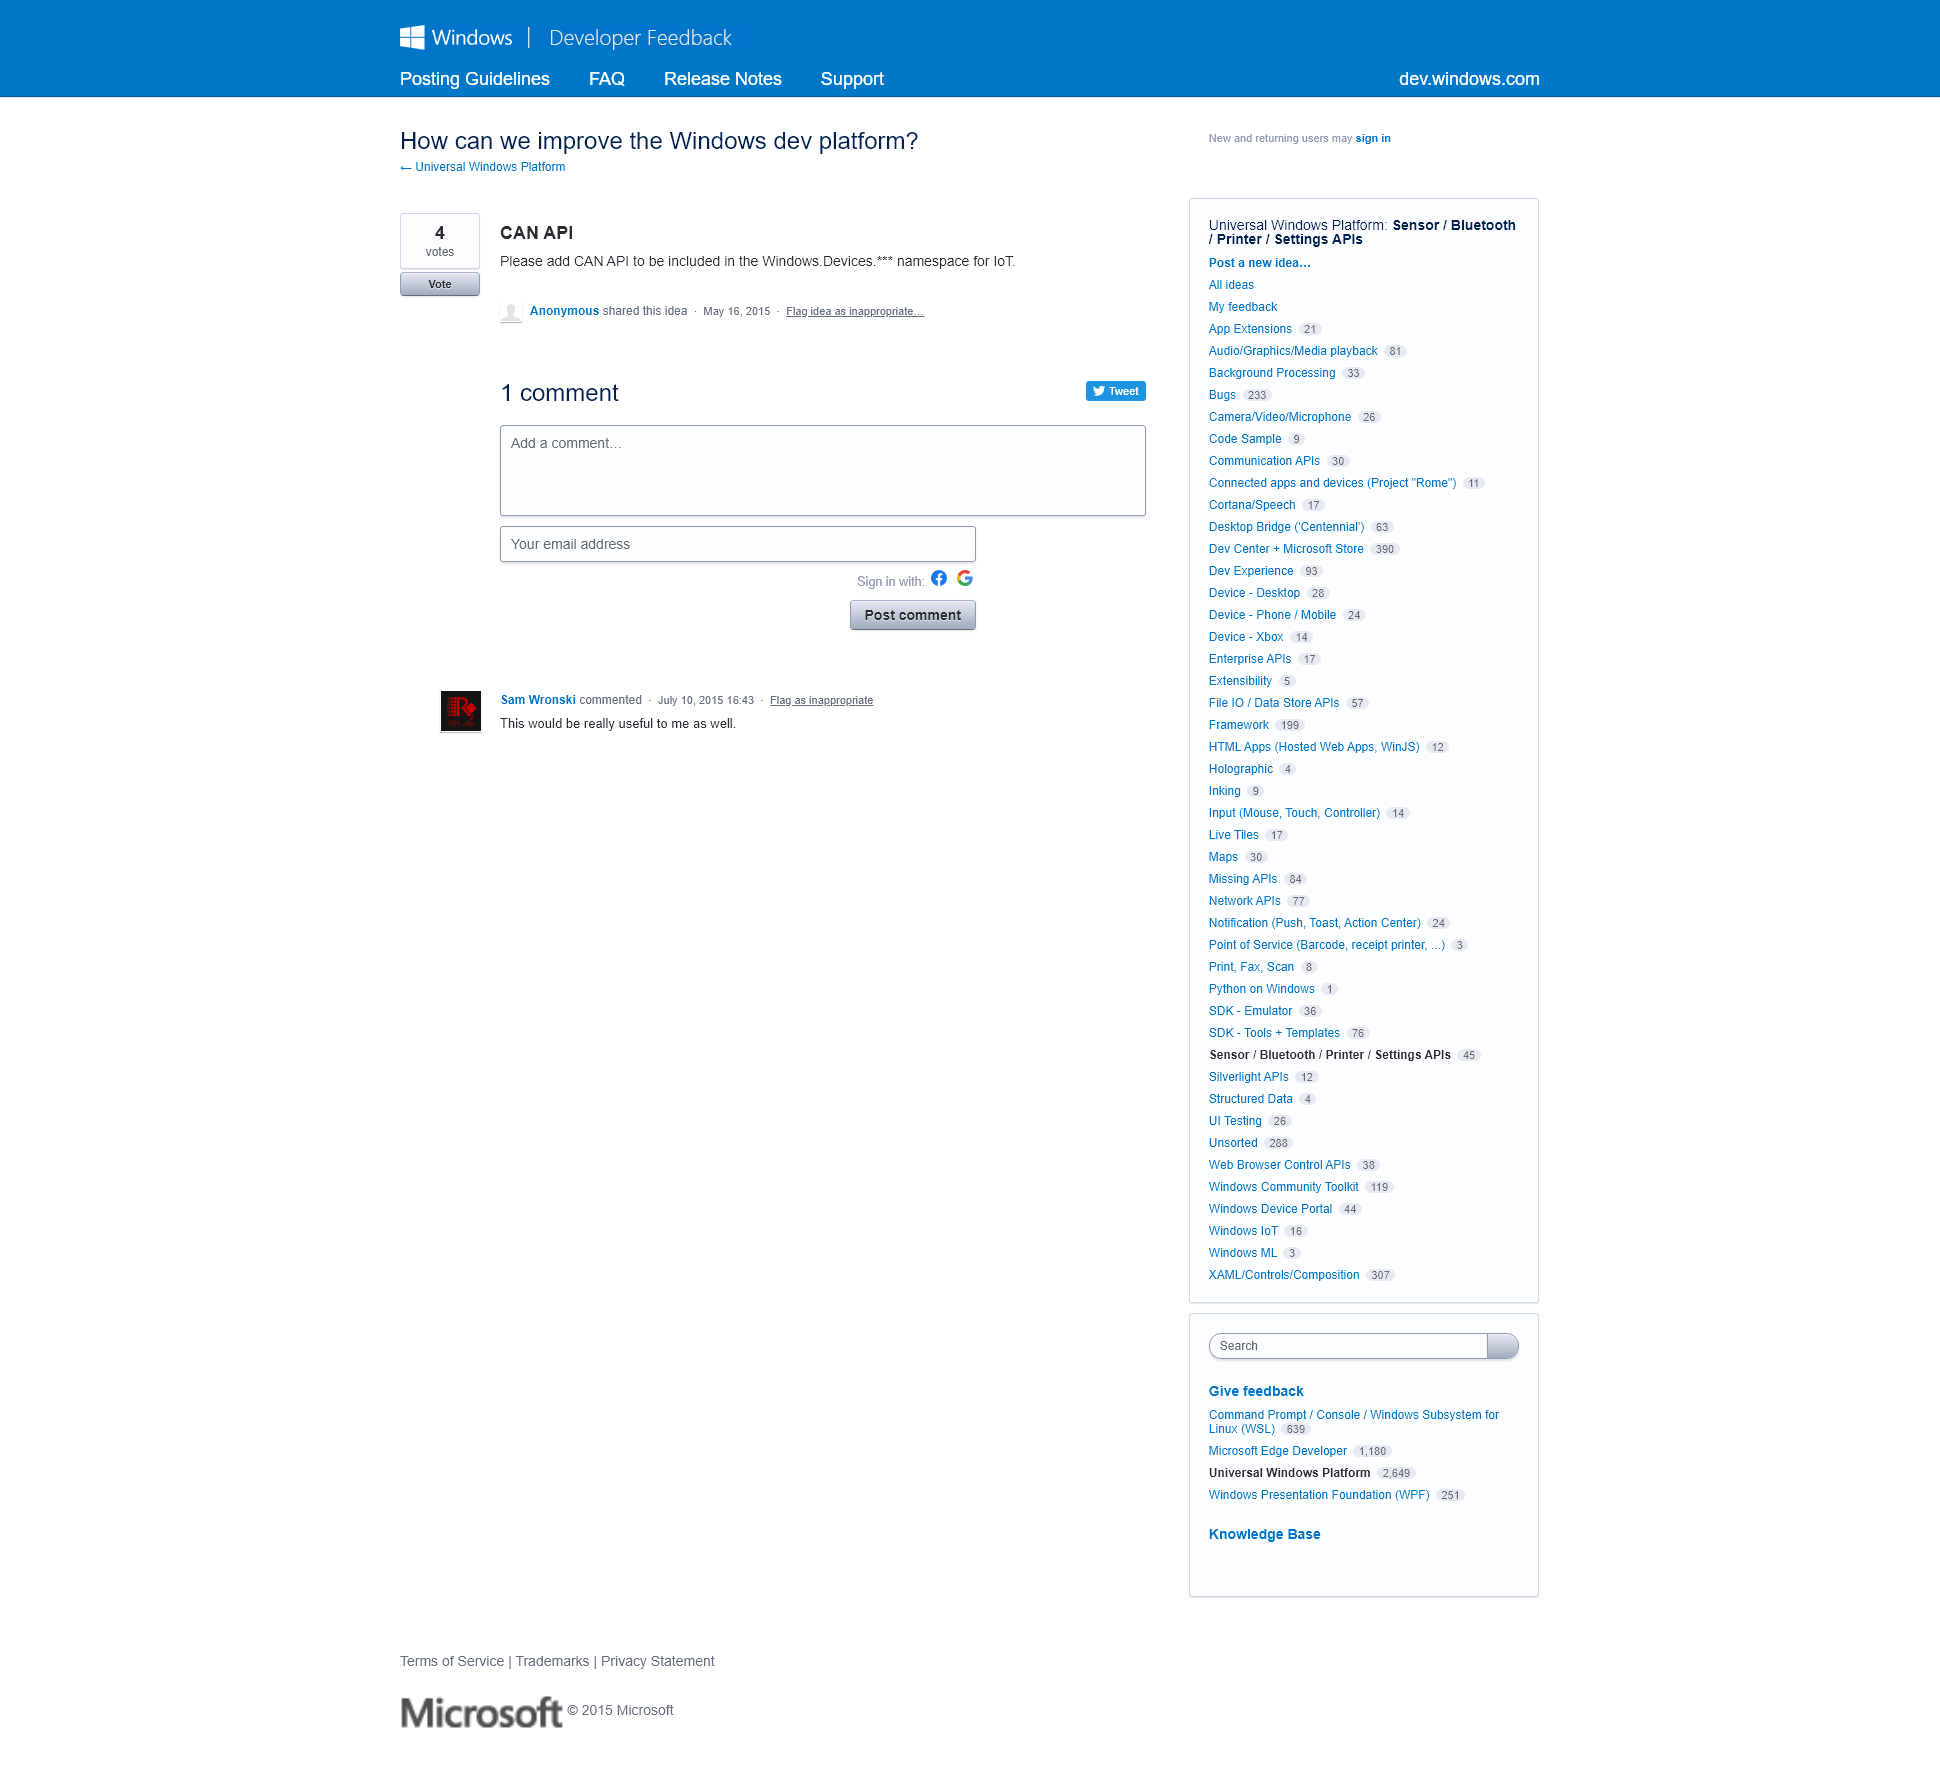 Windows | Developer Feedback
Posting Guidelines FAQ Release Notes Support dev.windows.com
How can we improve the Windows dev platform?
← Universal Windows Platform
New and returning users may sign in
4
votes
Vote
CAN API
Please add CAN API to be included in the Windows.Devices.*** namespace for IoT.
Anonymous shared this idea · May 16, 2015 · Flag idea as inappropriate…
1 comment
Tweet
Add a comment…
Your email address
Sign in with:
Post comment
Sam Wronski commented · July 10, 2015 16:43 · Flag as inappropriate
This would be really useful to me as well.
Universal Windows Platform: Sensor / Bluetooth
/ Printer / Settings APIs
Post a new idea…
All ideas
My feedback
App Extensions 21
Audio/Graphics/Media playback 81
Background Processing 33
Bugs 233
Camera/Video/Microphone 26
Code Sample 9
Communication APIs 30
Connected apps and devices (Project "Rome") 11
Cortana/Speech 17
Desktop Bridge ('Centennial') 63
Dev Center + Microsoft Store 390
Dev Experience 93
Device - Desktop 28
Device - Phone / Mobile 24
Device - Xbox 14
Enterprise APIs 17
Extensibility 5
File IO / Data Store APIs 57
Framework 199
HTML Apps (Hosted Web Apps, WinJS) 12
Holographic 4
Inking 9
Input (Mouse, Touch, Controller) 14
Live Tiles 17
Maps 30
Missing APIs 84
Network APIs 77
Notification (Push, Toast, Action Center) 24
Point of Service (Barcode, receipt printer, ...) 3
Print, Fax, Scan 8
Python on Windows 1
SDK - Emulator 36
SDK - Tools + Templates 76
Sensor / Bluetooth / Printer / Settings APIs 45
Silverlight APIs 12
Structured Data 4
UI Testing 26
Unsorted 288
Web Browser Control APIs 38
Windows Community Toolkit 119
Windows Device Portal 44
Windows IoT 16
Windows ML 3
XAML/Controls/Composition 307
Search
Give feedback
Command Prompt / Console / Windows Subsystem for
Linux (WSL) 639
Microsoft Edge Developer 1,180
Universal Windows Platform 2,649
Windows Presentation Foundation (WPF) 251
Knowledge Base
Terms of Service | Trademarks | Privacy Statement
Microsoft © 2015 Microsoft